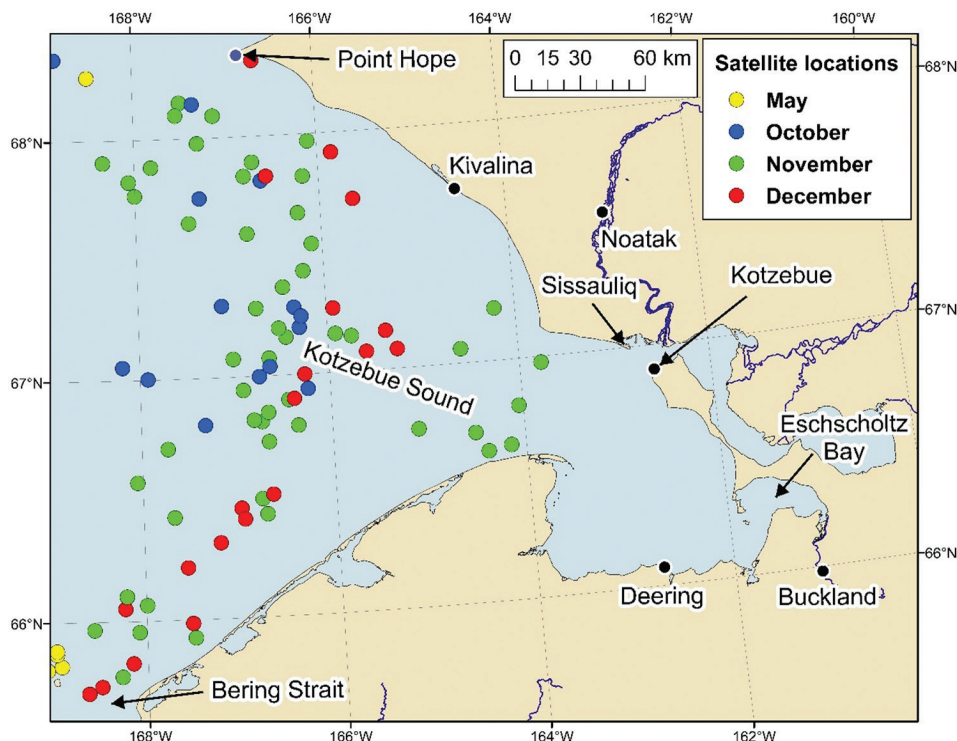 168°W
166°W
164°W
162°W
160°W
Point Hope
0 15 30 60 km
Satellite locations
May
October
November
December
68°N
68°N
Kivalina
Noatak
Sissauliq
Kotzebue
67°N
67°N
Kotzebue Sound
Eschscholtz
Bay
66°N
66°N
Deering
Buckland
Bering Strait
168°W
166°W
164°W
162°W
160°W